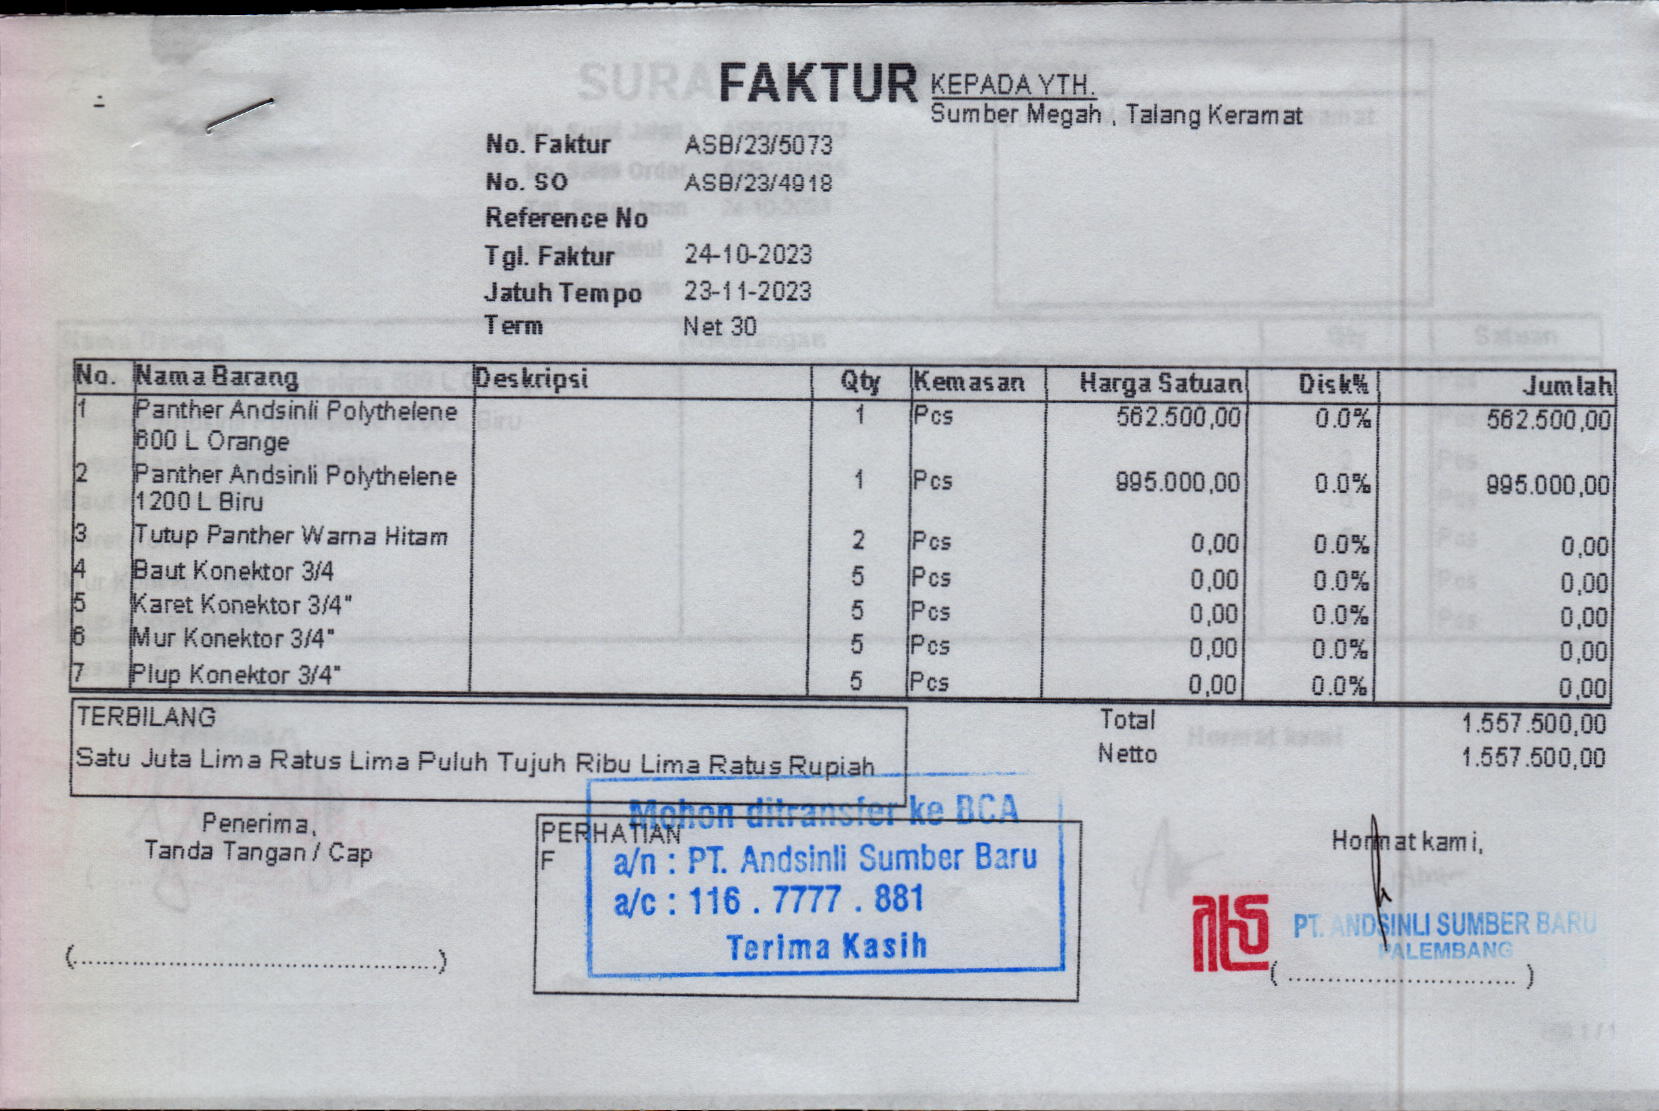 FAKTUR
KEPADA YTH.
Sumber Megah , Talang Keramat
No. Faktur ASB/23/5073
No. SO ASB/23/4918
Reference No
Tgl. Faktur 24-10-2023
Jatuh Tempo 23-11-2023
Term Net 30
No. Nama Barang Deskripsi Qty Kemasan Harga Satuan Disk% Jumlah
1 Panther Andsinli Polythelene 1 Pcs 562.500,00 0.0% 562.500,00
600 L Orange
2 Panther Andsinli Polythelene 1 Pcs 995.000,00 0.0% 995.000,00
1200 L Biru
3 Tutup Panther Warna Hitam 2 Pcs 0,00 0.0% 0,00
4 Baut Konektor 3/4 5 Pcs 0,00 0.0% 0,00
5 Karet Konektor 3/4" 5 Pcs 0,00 0.0% 0,00
6 Mur Konektor 3/4" 5 Pcs 0,00 0.0% 0,00
7 Plup Konektor 3/4" 5 Pcs 0,00 0.0% 0,00
TERBILANG
Satu Juta Lima Ratus Lima Puluh Tujuh Ribu Lima Ratus Rupiah
Total 1.557.500,00
Netto 1.557.500,00
Penerima,
Tanda Tangan / Cap
(..........................................)
PERHATIAN
F
Mohon ditransfer ke BCA
a/n : PT. Andsinli Sumber Baru
a/c : 116 . 7777 . 881
Terima Kasih
Hormat kami,
PT. ANDSINLI SUMBER BARU
PALEMBANG
(..........................)